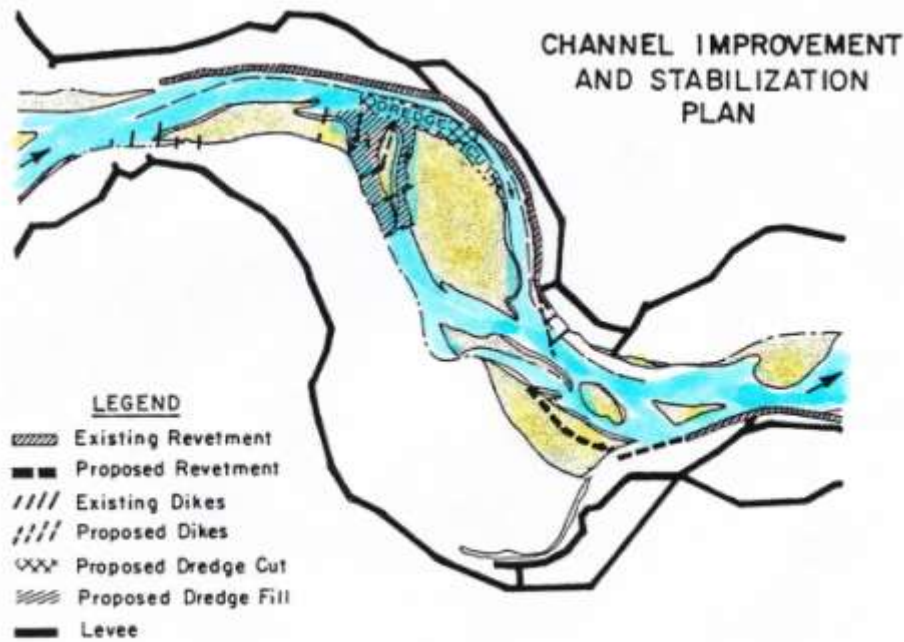 CHANNEL IMPROVEMENT
AND STABILIZATION
PLAN
DREDGE
LEGEND
Existing Revetment
Proposed Revetment
Existing Dikes
Proposed Dikes
Proposed Dredge Cut
Proposed Dredge Fill
Levee